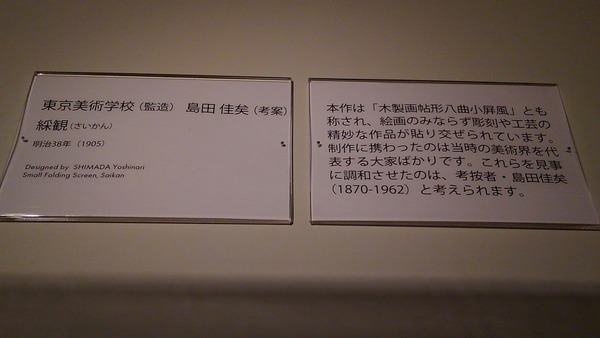 東京美術学校（監造） 島田 佳矣（考案）
綵観（さいかん）
明治38年（1905）
Designed by SHIMADA Yoshinari
Small Folding Screen, Saikan
本作は「木製画帖形八曲小屏風」とも
称され、絵画のみならず彫刻や工芸の
精妙な作品が貼り交ぜられています。
制作に携わったのは当時の美術界を代
表する大家ばかりです。これらを見事
に調和させたのは、考按者・島田佳矣
（1870-1962）と考えられます。